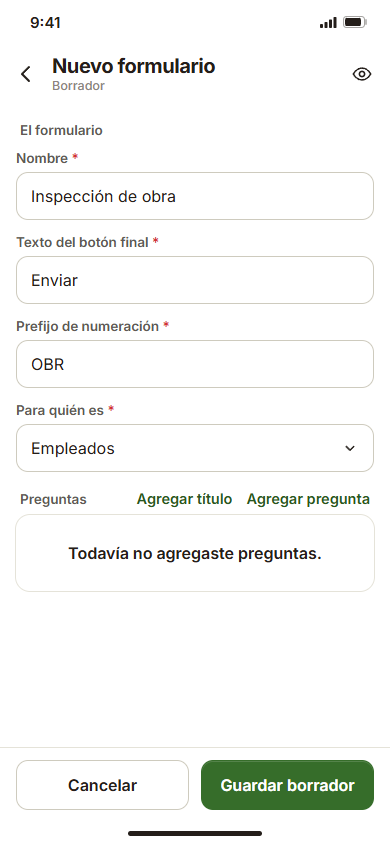 9:41
Nuevo formulario
Borrador
El formulario
Nombre *
Inspección de obra
Texto del botón final *
Enviar
Prefijo de numeración *
OBR
Para quién es *
Empleados
Preguntas Agregar título Agregar pregunta
Todavía no agregaste preguntas.
Cancelar Guardar borrador